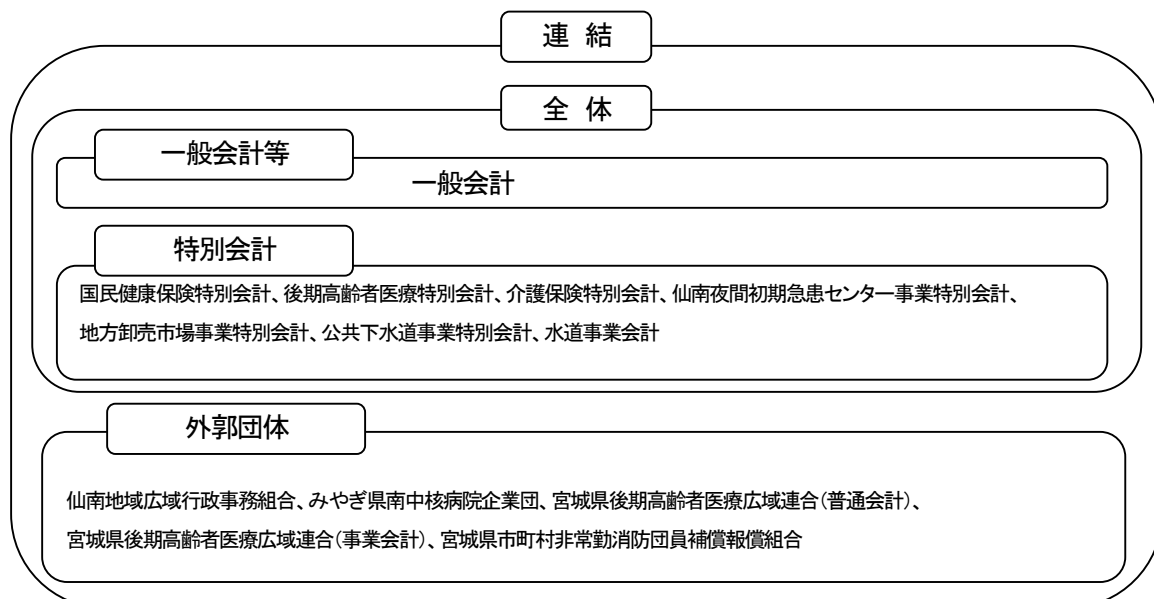 連 結
全 体
一般会計等
一般会計
特別会計
国民健康保険特別会計、後期高齢者医療特別会計、介護保険特別会計、仙南夜間初期急患センター事業特別会計、
地方卸売市場事業特別会計、公共下水道事業特別会計、水道事業会計
外郭団体
仙南地域広域行政事務組合、みやぎ県南中核病院企業団、宮城県後期高齢者医療広域連合(普通会計)、
宮城県後期高齢者医療広域連合(事業会計)、宮城県市町村非常勤消防団員補償報償組合